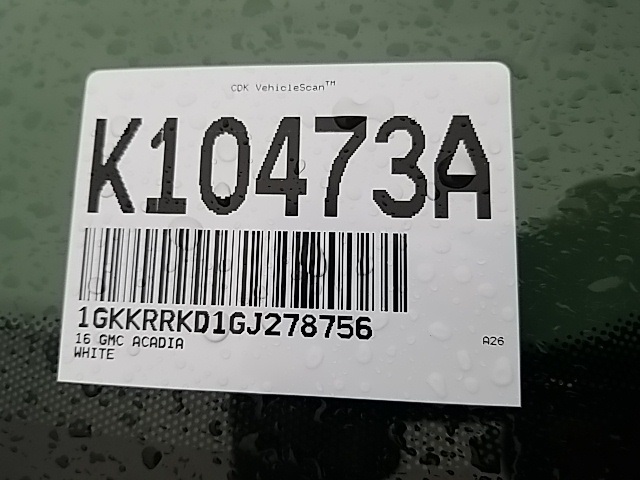 CDK VehicleScan™
K10473A
1GKKRRKD1GJ278756
16 GMC ACADIA
WHITE
A26